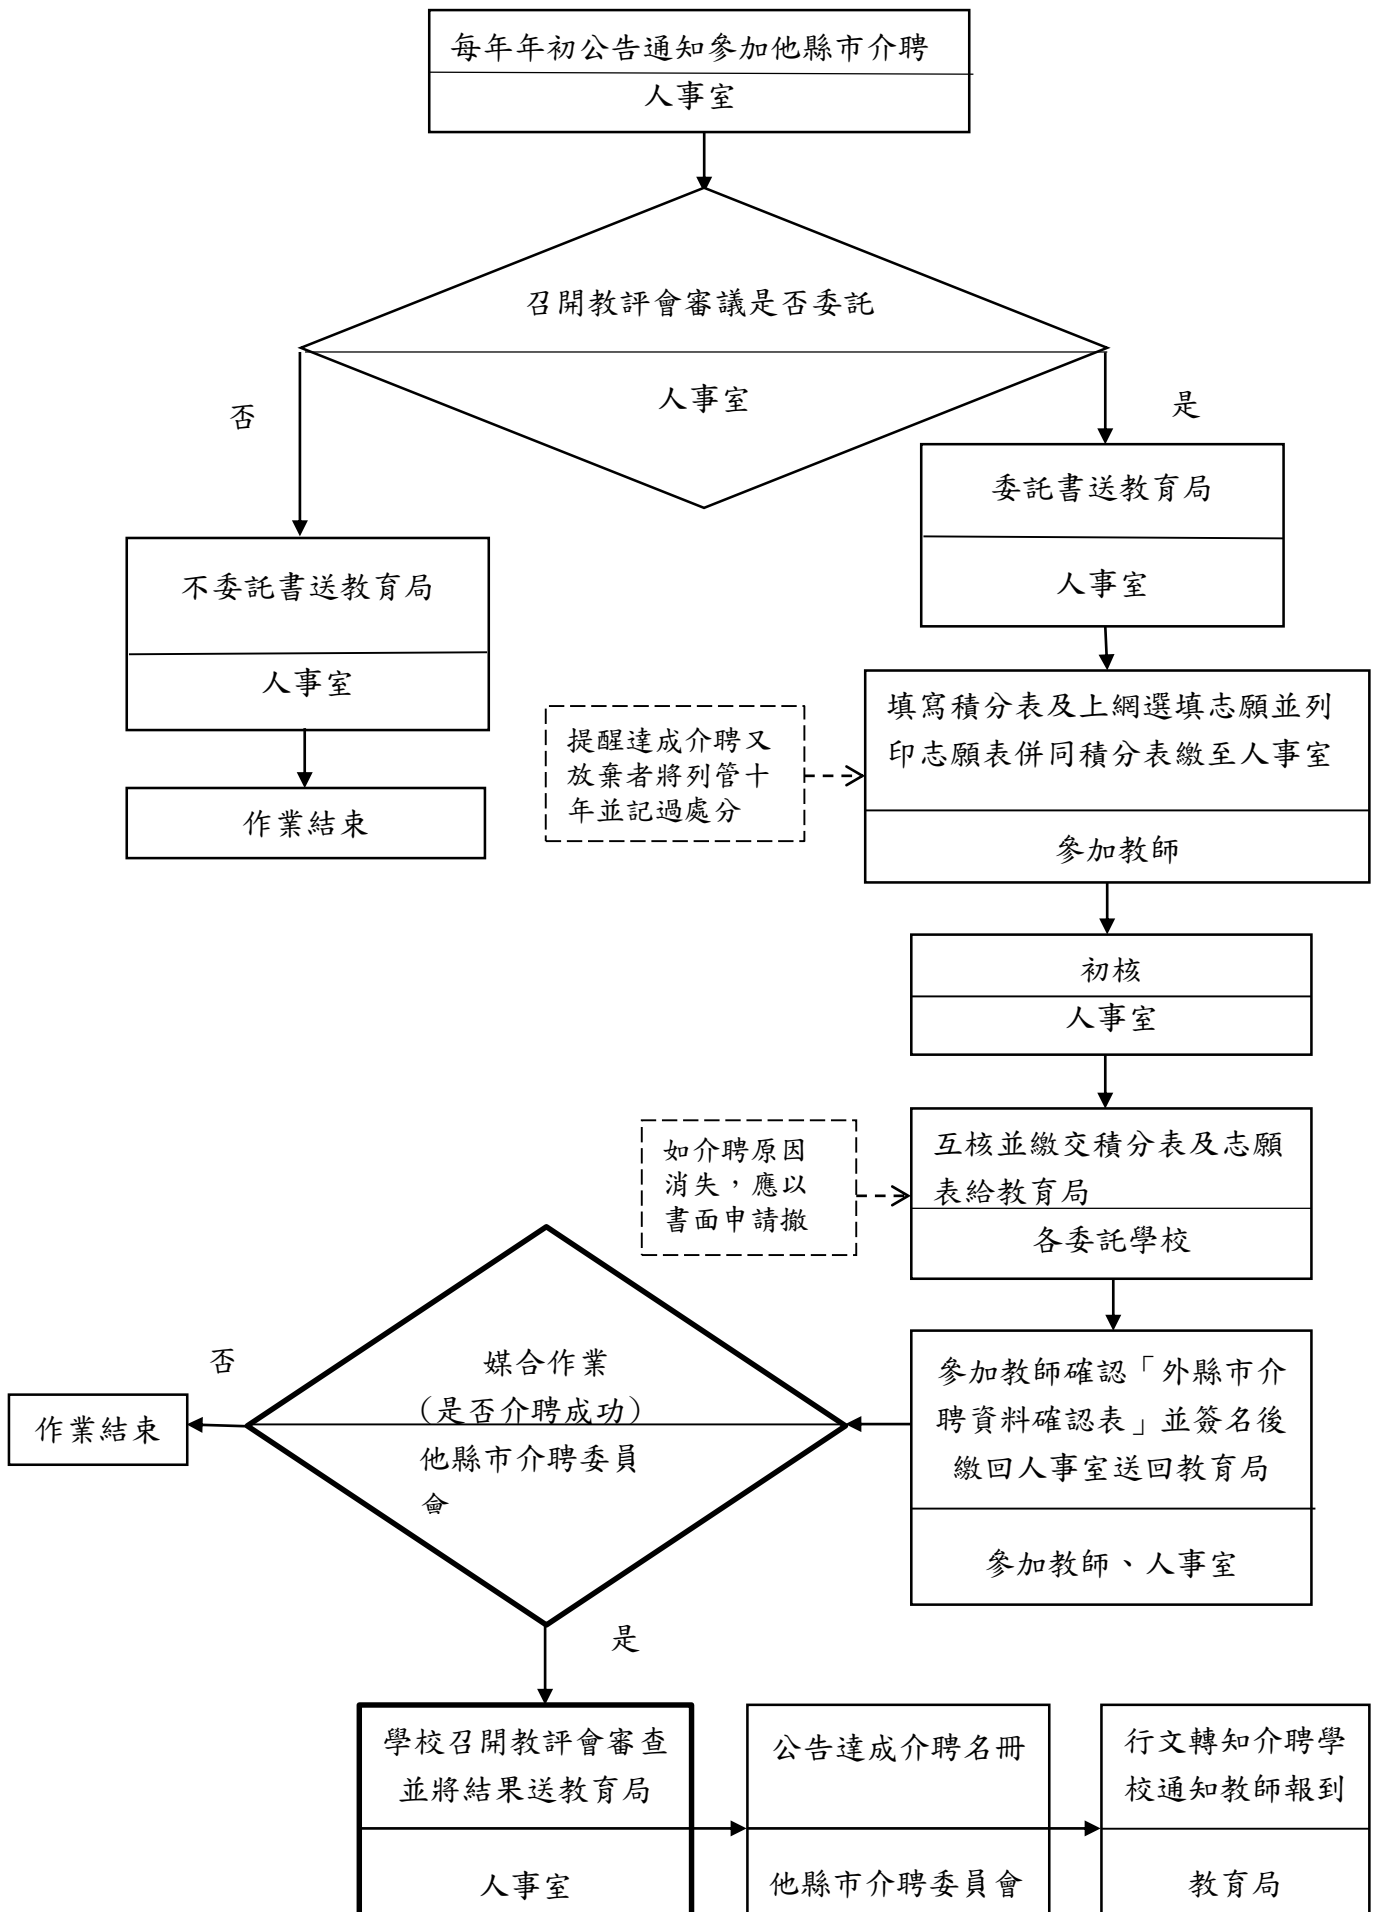 每年年初公告通知參加他縣市介聘
人事室
召開教評會審議是否委託
人事室
否
是
委託書送教育局
人事室
不委託書送教育局
人事室
作業結束
提醒達成介聘又
放棄者將列管十
年並記過處分
填寫積分表及上網選填志願並列
印志願表併同積分表繳至人事室
參加教師
初核
人事室
如介聘原因
消失，應以
書面申請撤
互核並繳交積分表及志願
表給教育局
各委託學校
參加教師確認「外縣市介
聘資料確認表」並簽名後
繳回人事室送回教育局
參加教師、人事室
媒合作業
(是否介聘成功)
他縣市介聘委員
會
否
作業結束
是
學校召開教評會審查
並將結果送教育局
人事室
公告達成介聘名冊
他縣市介聘委員會
行文轉知介聘學
校通知教師報到
教育局